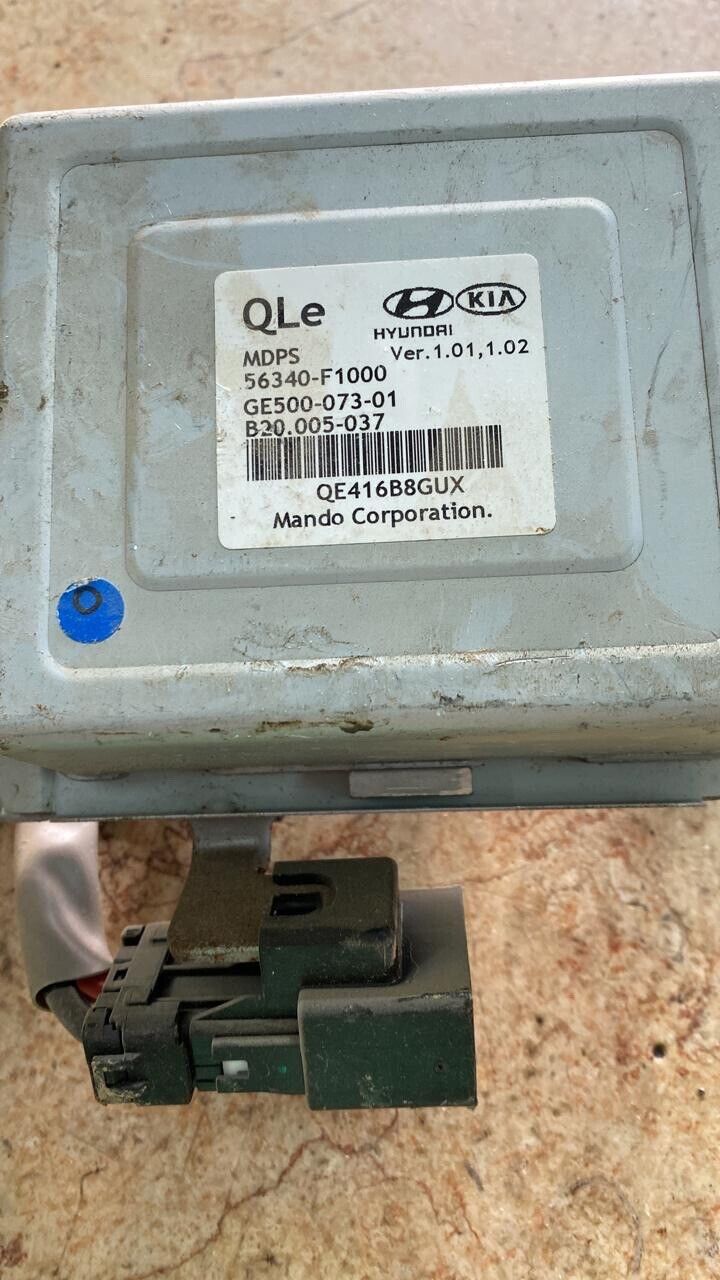 QLe
HYUNDAI KIA
MDPS Ver.1.01,1.02
56340-F1000
GE500-073-01
B20.005-037
QE416B8GUX
Mando Corporation.
O